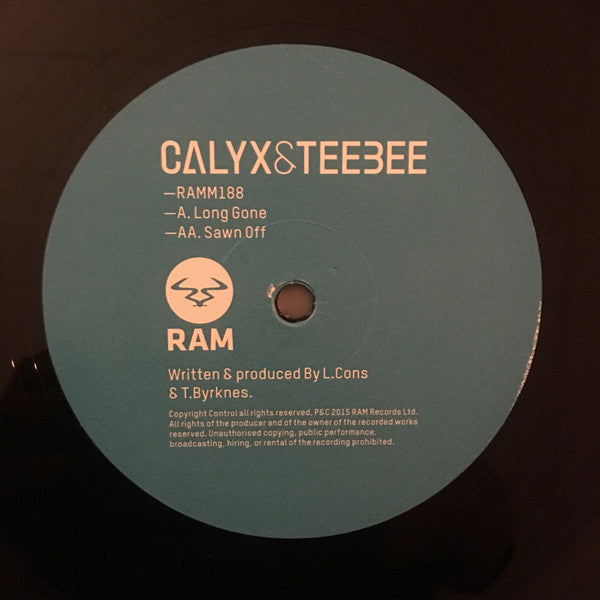 CALYX&TEEBEE
—RAMM188
—A. Long Gone
—AA. Sawn Off
RAM
Written & produced By L.Cons
& T.Byrknes.
Copyright Control all rights reserved. P&C 2015 RAM Records Ltd.
All rights of the producer and of the owner of the recorded works
reserved. Unauthorised copying, public performance,
broadcasting, hiring, or rental of the recording prohibited.